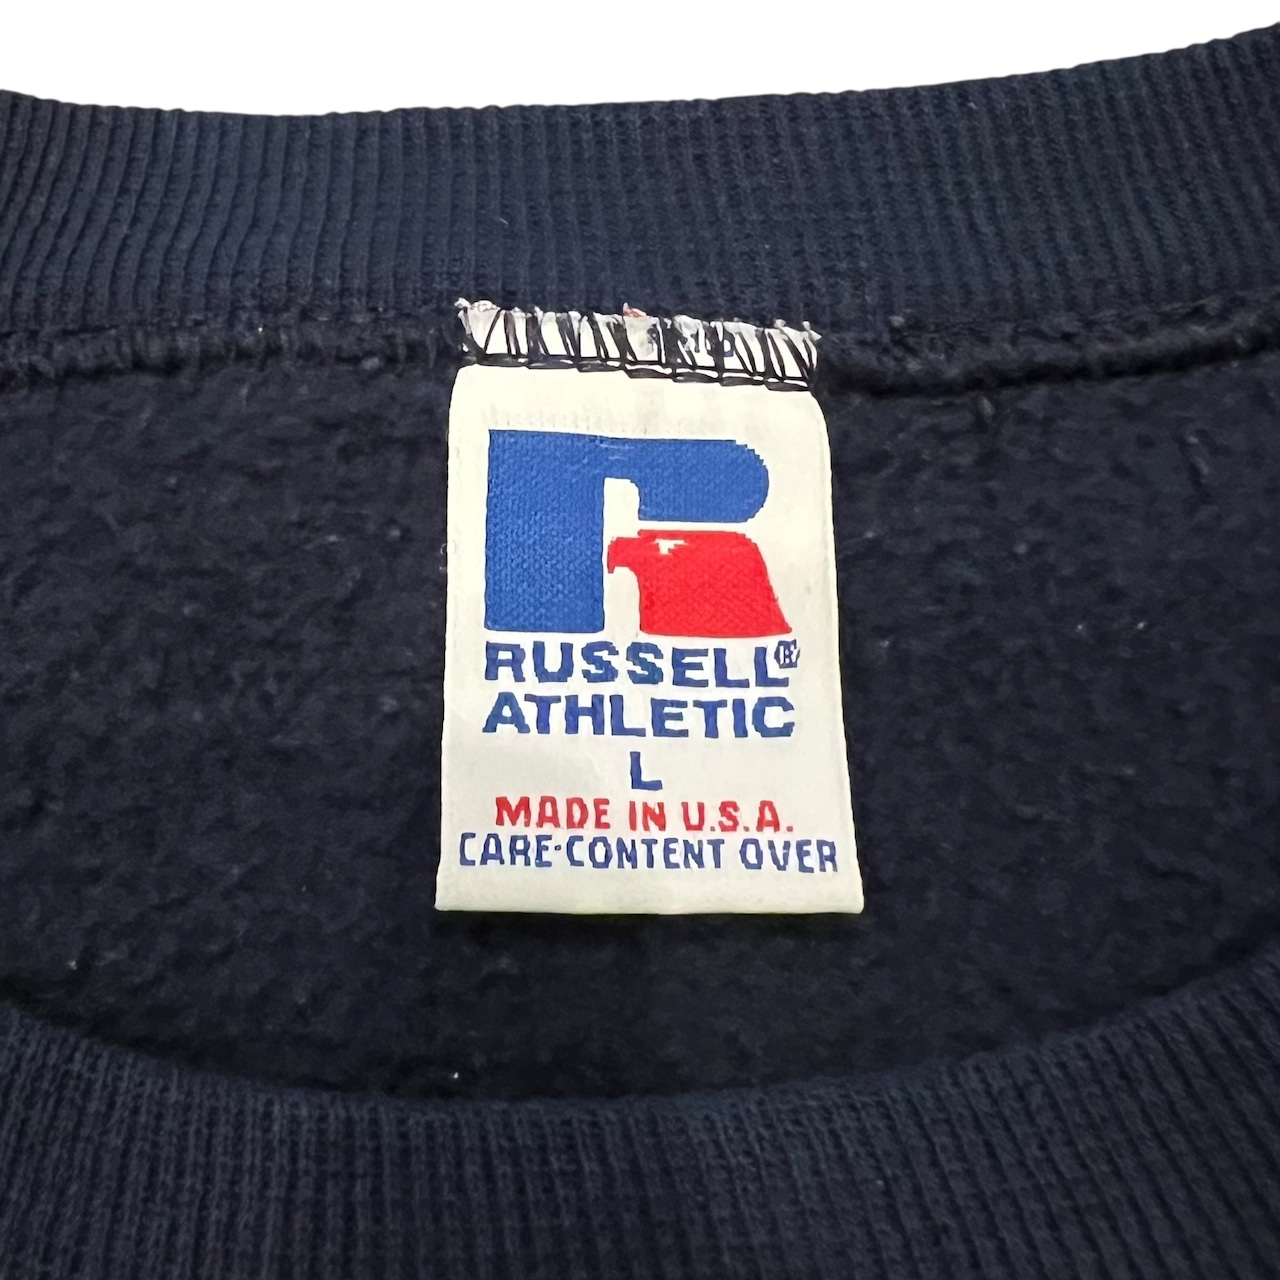 RUSSELL®
ATHLETIC
L
MADE IN U.S.A.
CARE·CONTENT OVER